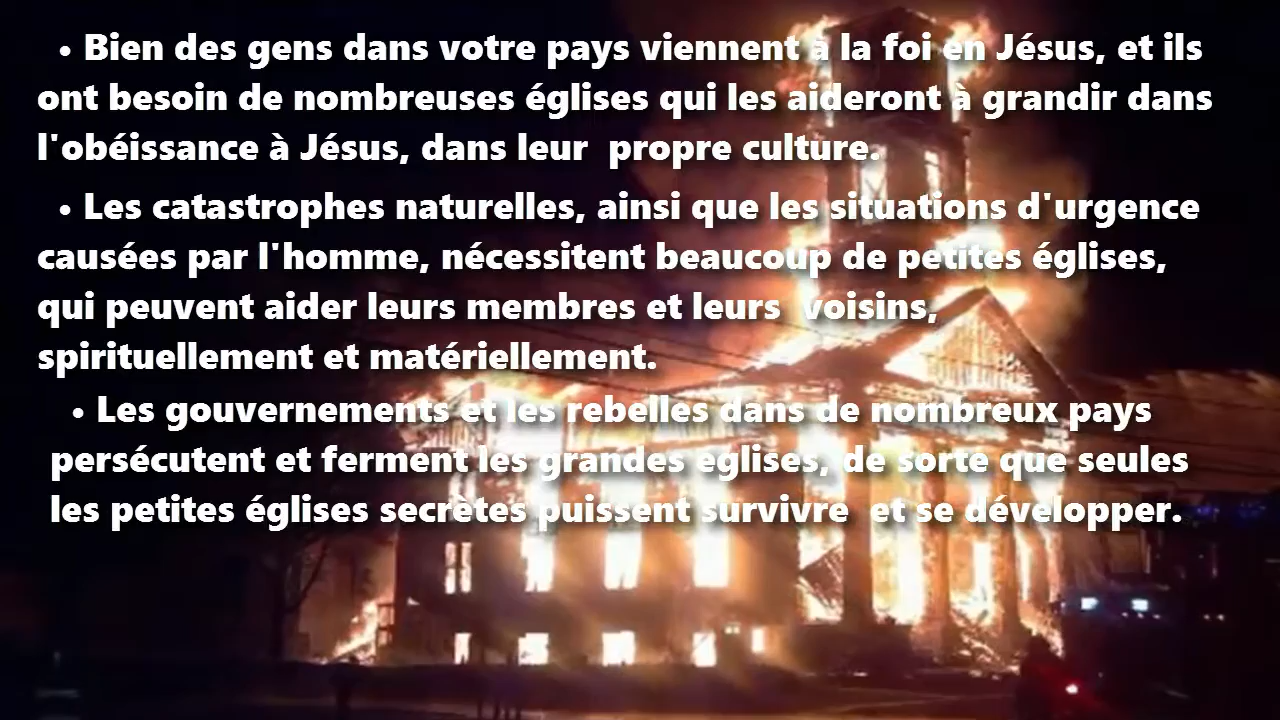 • Bien des gens dans votre pays viennent à la foi en Jésus, et ils
ont besoin de nombreuses églises qui les aideront à grandir dans
l'obéissance à Jésus, dans leur  propre culture.
• Les catastrophes naturelles, ainsi que les situations d'urgence
causées par l'homme, nécessitent beaucoup de petites églises,
qui peuvent aider leurs membres et leurs  voisins,
spirituellement et matériellement.
• Les gouvernements et les rebelles dans de nombreux pays
persécutent et ferment les grandes églises, de sorte que seules
les petites églises secrètes puissent survivre  et se développer.